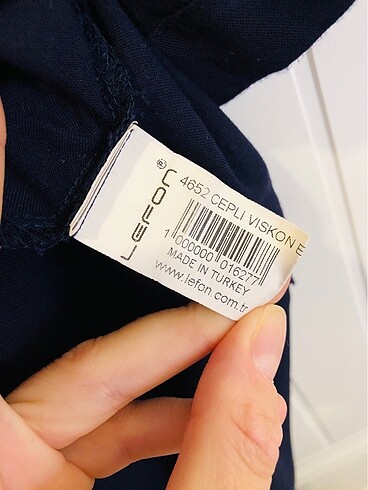 LEFON®
4652 CEPLİ VISKON E
1 000000 016277
MADE IN TURKEY
www.lefon.com.tr